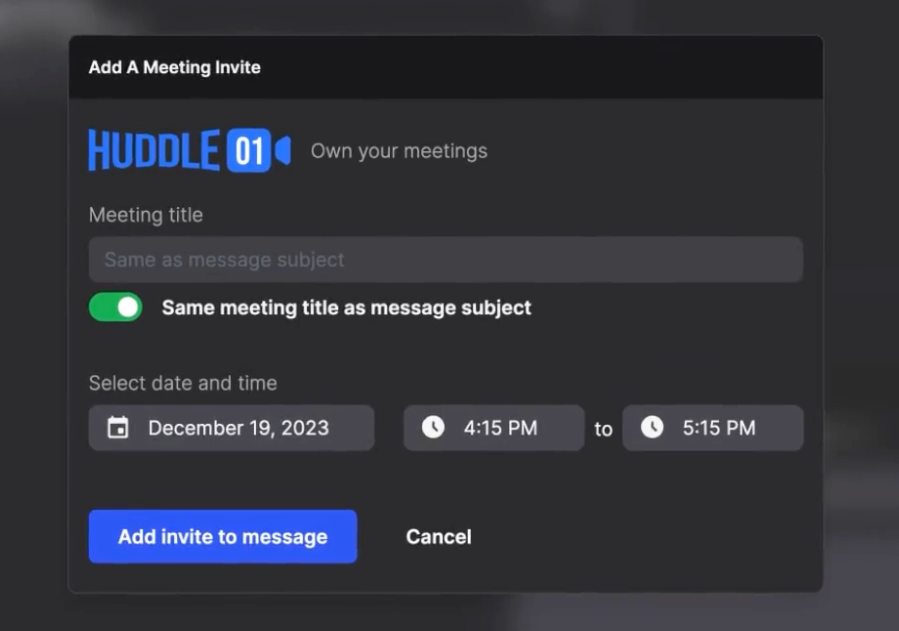 Add A Meeting Invite
HUDDLE 01 Own your meetings
Meeting title
Same as message subject
Same meeting title as message subject
Select date and time
December 19, 2023 4:15 PM to 5:15 PM
Add invite to message Cancel